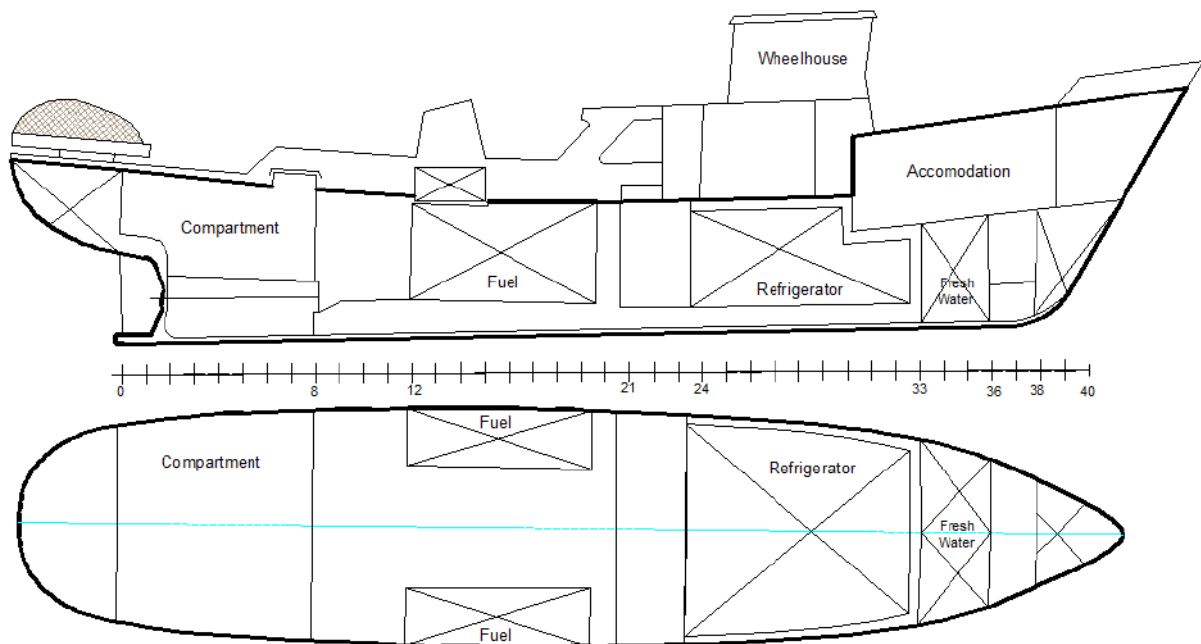 Wheelhouse
Accomodation
Compartment
Fuel
Refrigerator
Fresh
Water
0 8 12 21 24 33 36 38 40
Fuel
Compartment
Refrigerator
Fresh
Water
Fuel